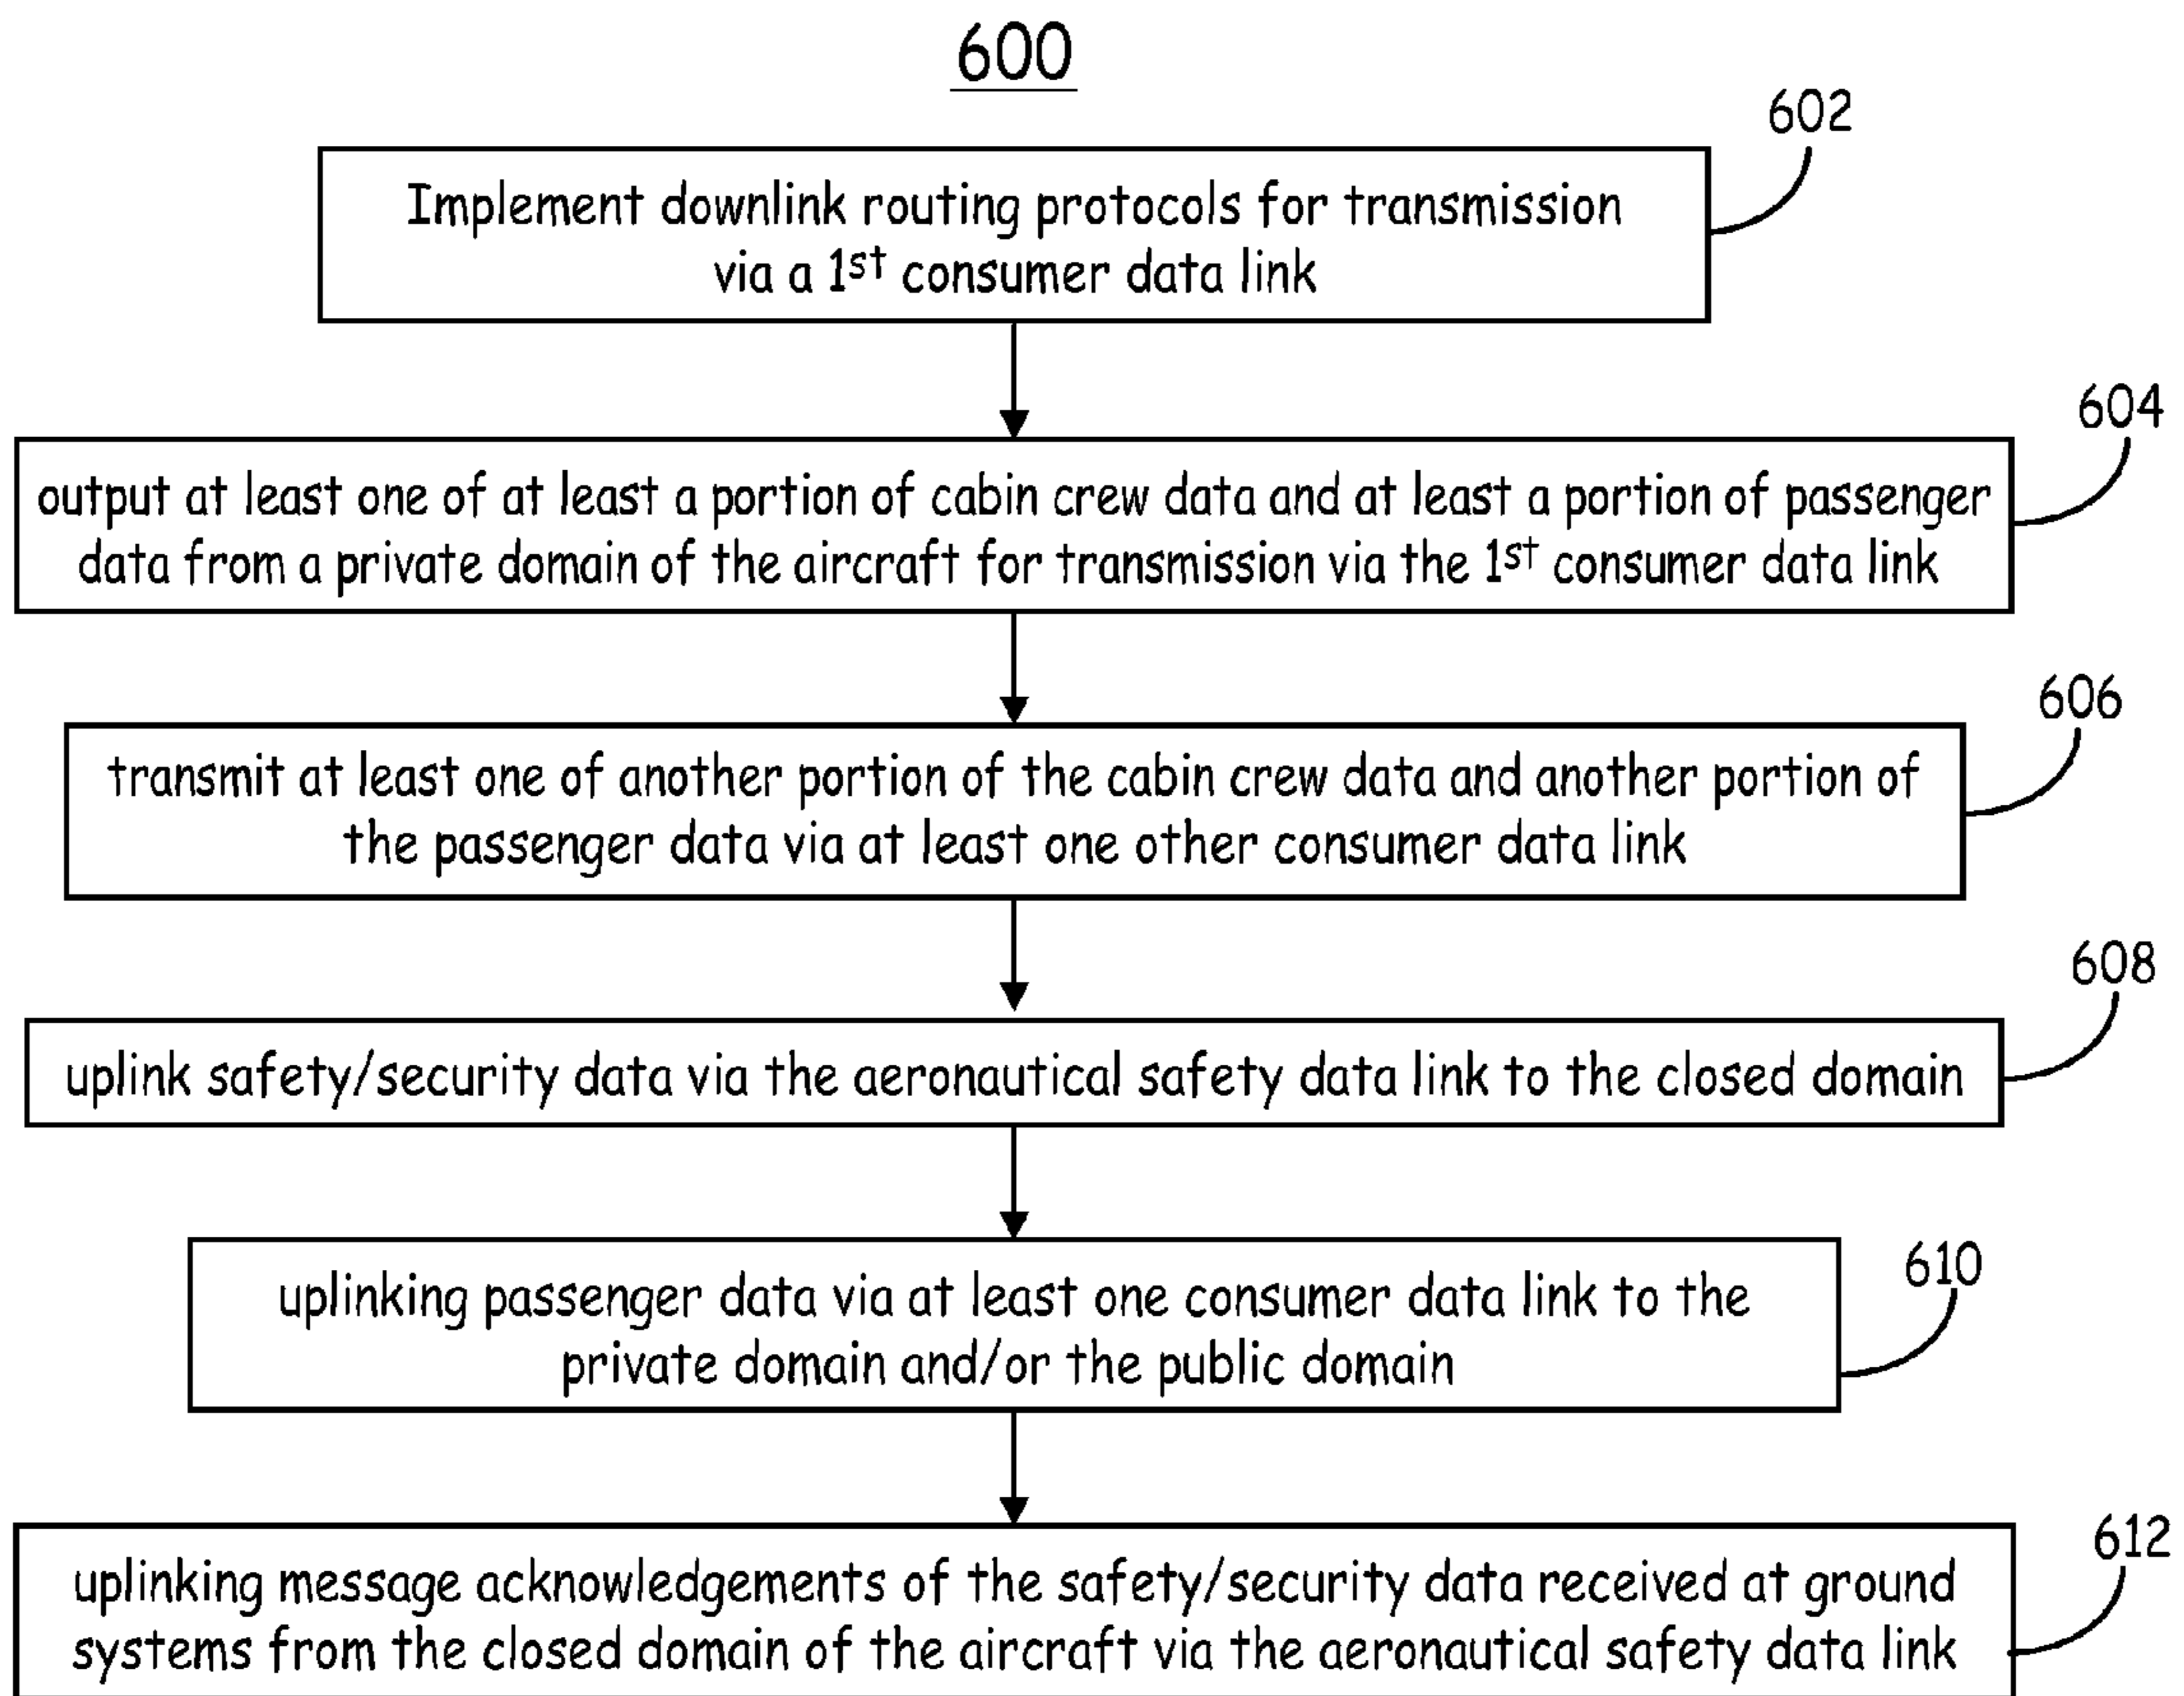 600
602
Implement downlink routing protocols for transmission
via a 1st consumer data link
604
output at least one of at least a portion of cabin crew data and at least a portion of passenger
data from a private domain of the aircraft for transmission via the 1st consumer data link
606
transmit at least one of another portion of the cabin crew data and another portion of
the passenger data via at least one other consumer data link
608
uplink safety/security data via the aeronautical safety data link to the closed domain
610
uplinking passenger data via at least one consumer data link to the
private domain and/or the public domain
612
uplinking message acknowledgements of the safety/security data received at ground
systems from the closed domain of the aircraft via the aeronautical safety data link